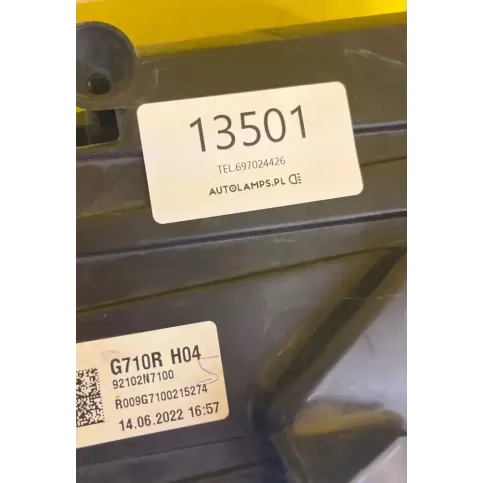 13501
TEL.697024426
AUTOLAMPS.PL
G710R H04
92102N7100
R009G7100215274
14.06.2022 16:57